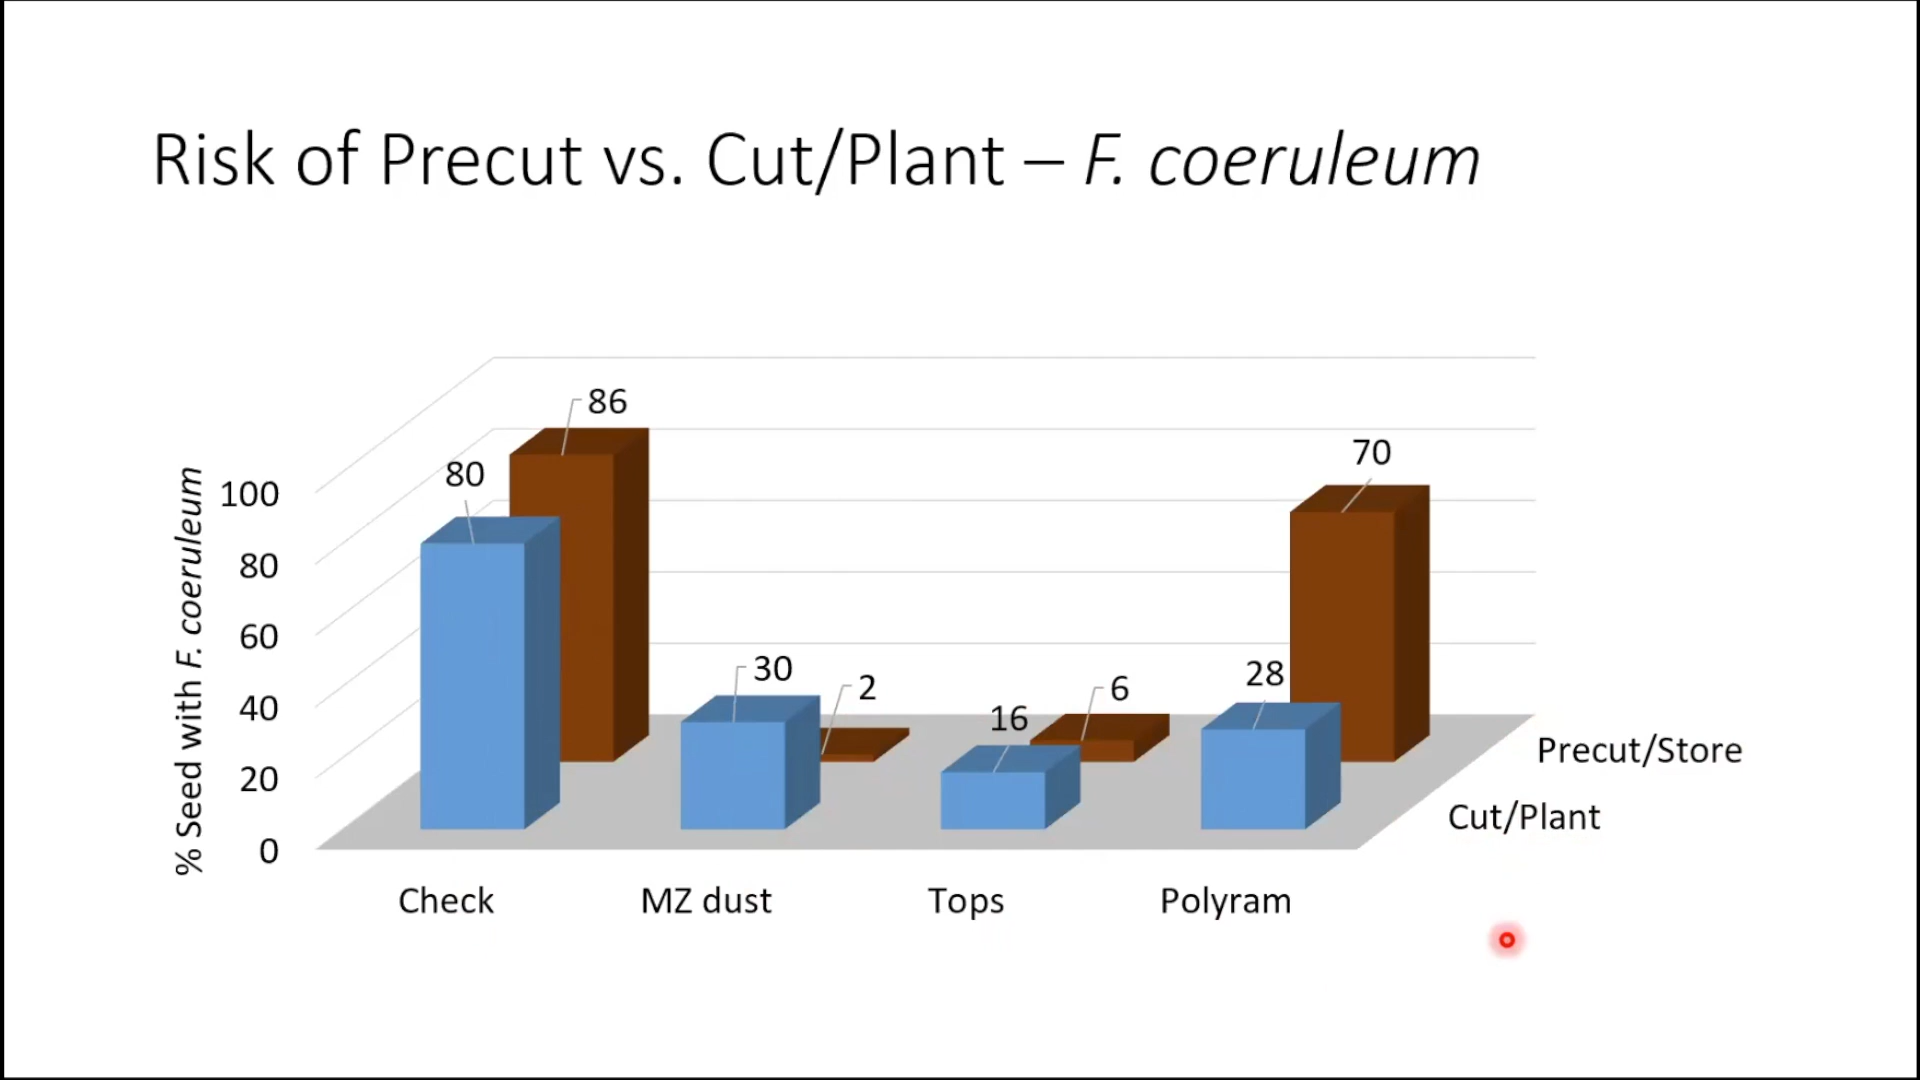 Risk of Precut vs. Cut/Plant – F. coeruleum
% Seed with F. coeruleum
100
80
60
40
20
0
80
86
30
2
16
6
28
70
Precut/Store
Cut/Plant
Check
MZ dust
Tops
Polyram